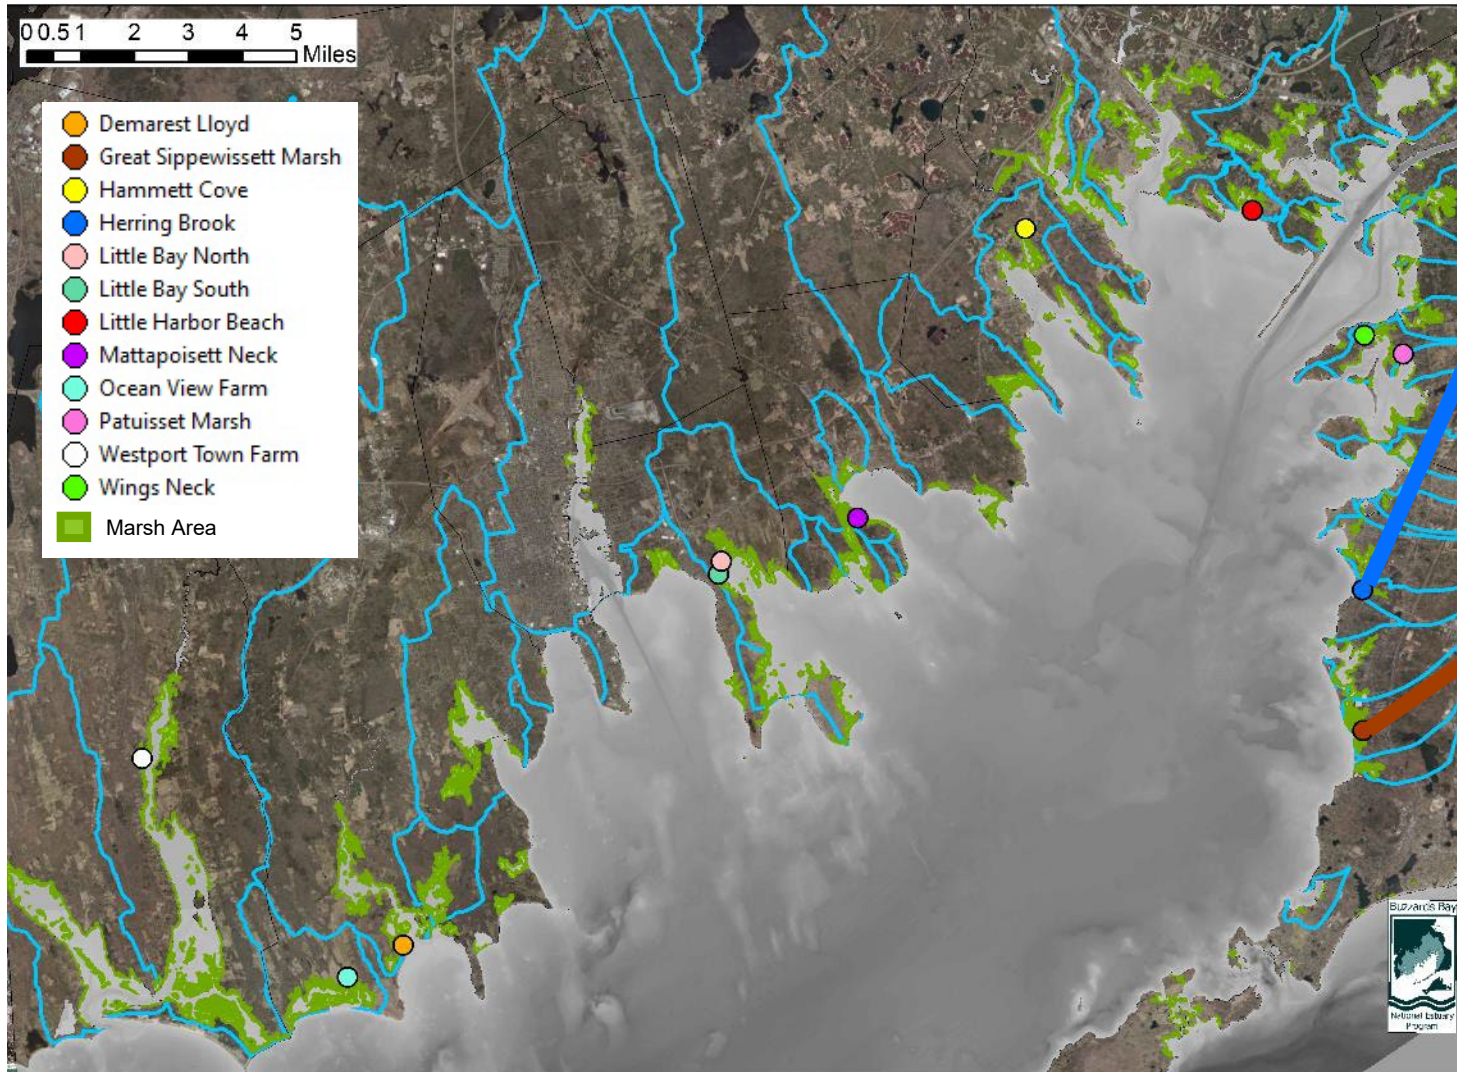 0 0.5 1 2 3 4 5
Miles
Demarest Lloyd
Great Sippewissett Marsh
Hammett Cove
Herring Brook
Little Bay North
Little Bay South
Little Harbor Beach
Mattapoisett Neck
Ocean View Farm
Patuisset Marsh
Westport Town Farm
Wings Neck
Marsh Area
Buzzards Bay
National Estuary
Program